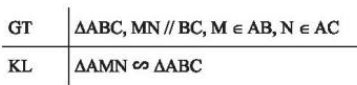 GT ΔABC, MN // BC, M ∈ AB, N ∈ AC
KL ΔAMN ∽ ΔABC